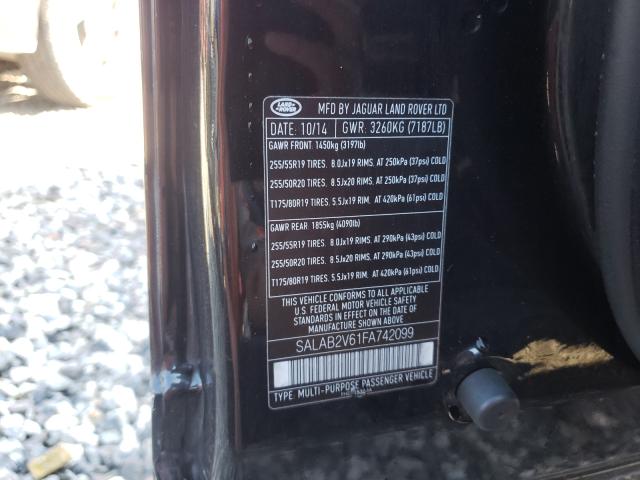 LAND ROVER
MFD BY JAGUAR LAND ROVER LTD
DATE: 10/14 GWR: 3260KG (7187LB)
GAWR FRONT: 1450kg (3197lb)
255/55R19 TIRES. 8.0Jx19 RIMS. AT 250kPa (37psi) COLD
255/50R20 TIRES. 8.5Jx20 RIMS. AT 250kPa (37psi) COLD
T175/80R19 TIRES. 5.5Jx19 RIM. AT 420kPa (61psi) COLD
GAWR REAR: 1855kg (4090lb)
255/55R19 TIRES. 8.0Jx19 RIMS. AT 290kPa (43psi) COLD
255/50R20 TIRES. 8.5Jx20 RIMS. AT 290kPa (43psi) COLD
T175/80R19 TIRES. 5.5Jx19 RIM. AT 420kPa (61psi) COLD
THIS VEHICLE CONFORMS TO ALL APPLICABLE
U.S. FEDERAL MOTOR VEHICLE SAFETY
STANDARDS IN EFFECT ON THE DATE OF
MANUFACTURE SHOWN ABOVE
SALAB2V61FA742099
TYPE: MULTI-PURPOSE PASSENGER VEHICLE